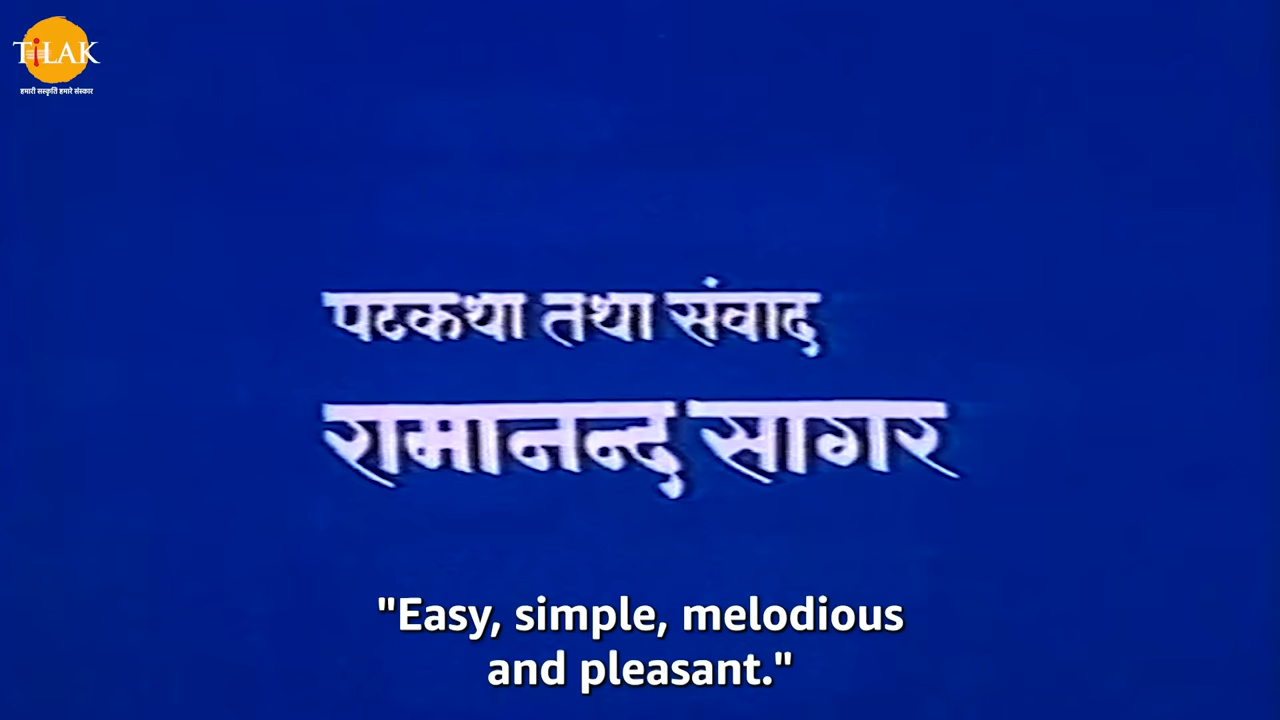 TiLAK
हमारी संस्कृति हमारे संस्कार
पटकथा तथा संवाद
रामानन्द सागर
"Easy, simple, melodious
and pleasant."